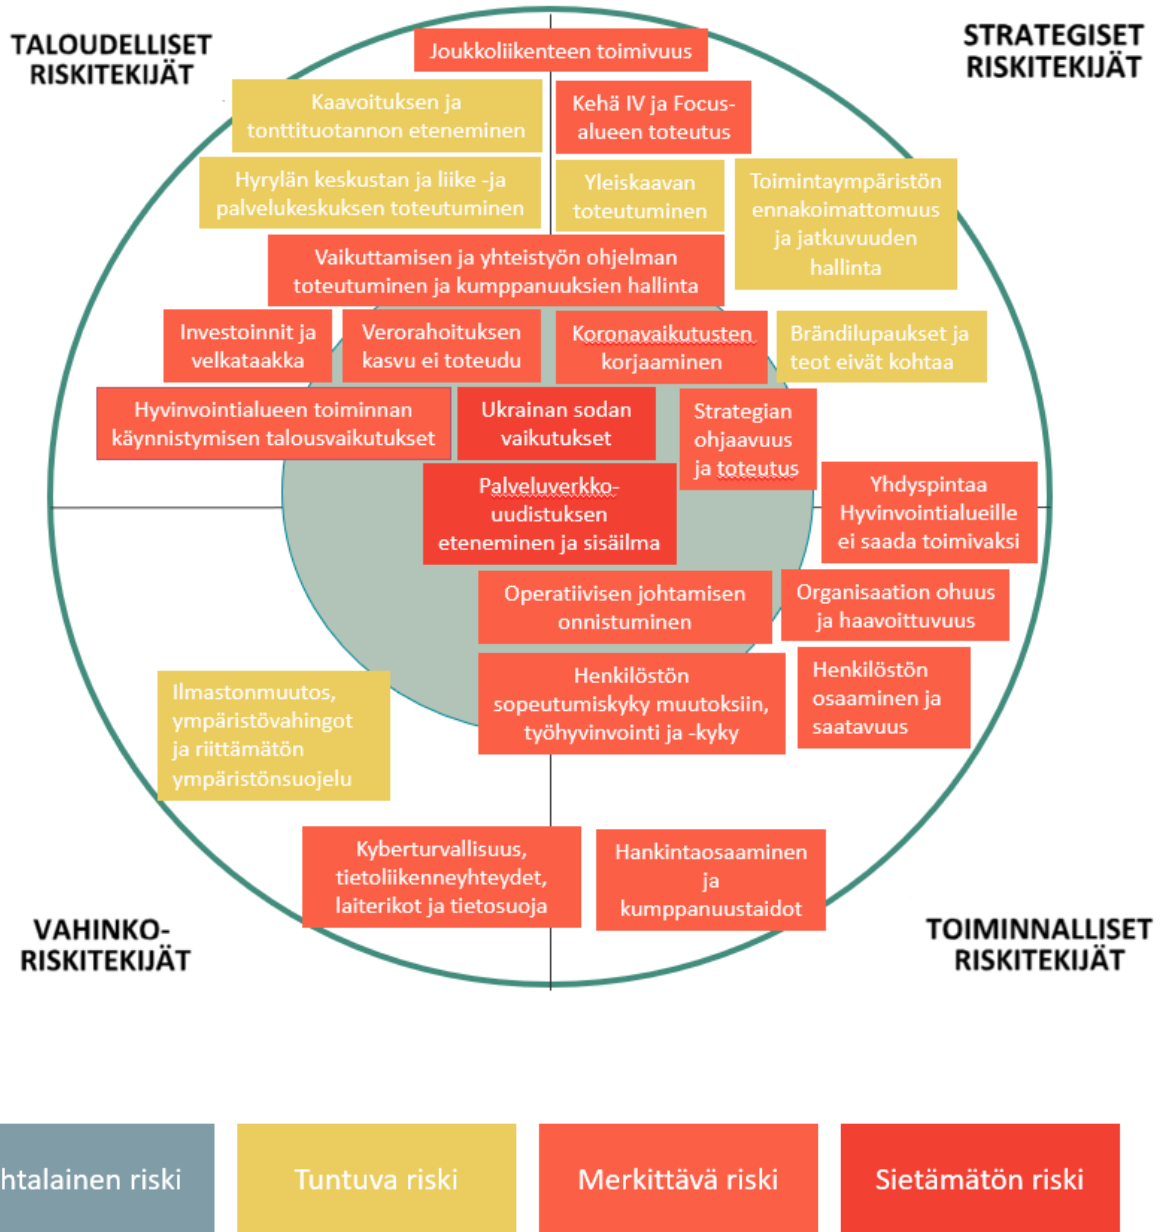 TALOUDELLISET
RISKITEKIJÄT
STRATEGISET
RISKITEKIJÄT
Joukkoliikenteen toimivuus
Kaavoituksen ja
tonttituotannon eteneminen
Kehä IV ja Focus-
alueen toteutus
Hyrylän keskustan ja liike -ja
palvelukeskuksen toteutuminen
Yleiskaavan
toteutuminen
Toimintaympäristön
ennakoimattomuus
ja jatkuvuuden
hallinta
Vaikuttamisen ja yhteistyön ohjelman
toteutuminen ja kumppanuuksien hallinta
Investoinnit ja
velkataakka
Verorahoituksen
kasvu ei toteudu
Koronavaikutusten
korjaaminen
Brändilupaukset ja
teot eivät kohtaa
Hyvinvointialueen toiminnan
käynnistymisen talousvaikutukset
Ukrainan sodan
vaikutukset
Strategian
ohjaavuus
ja toteutus
Palveluverkko-
uudistuksen
eteneminen ja sisäilma
Yhdyspintaa
Hyvinvointialueille
ei saada toimivaksi
Operatiivisen johtamisen
onnistuminen
Organisaation ohuus
ja haavoittuvuus
Henkilöstön
sopeutumiskyky muutoksiin,
työhyvinvointi ja -kyky
Henkilöstön
osaaminen ja
saatavuus
Ilmastonmuutos,
ympäristövahingot
ja riittämätön
ympäristönsuojelu
Kyberturvallisuus,
tietoliikenneyhteydet,
laiterikot ja tietosuoja
Hankintaosaaminen
ja
kumppanuustaidot
VAHINKO-
RISKITEKIJÄT
TOIMINNALLISET
RISKITEKIJÄT
htalainen riski
Tuntuva riski
Merkittävä riski
Sietämätön riski